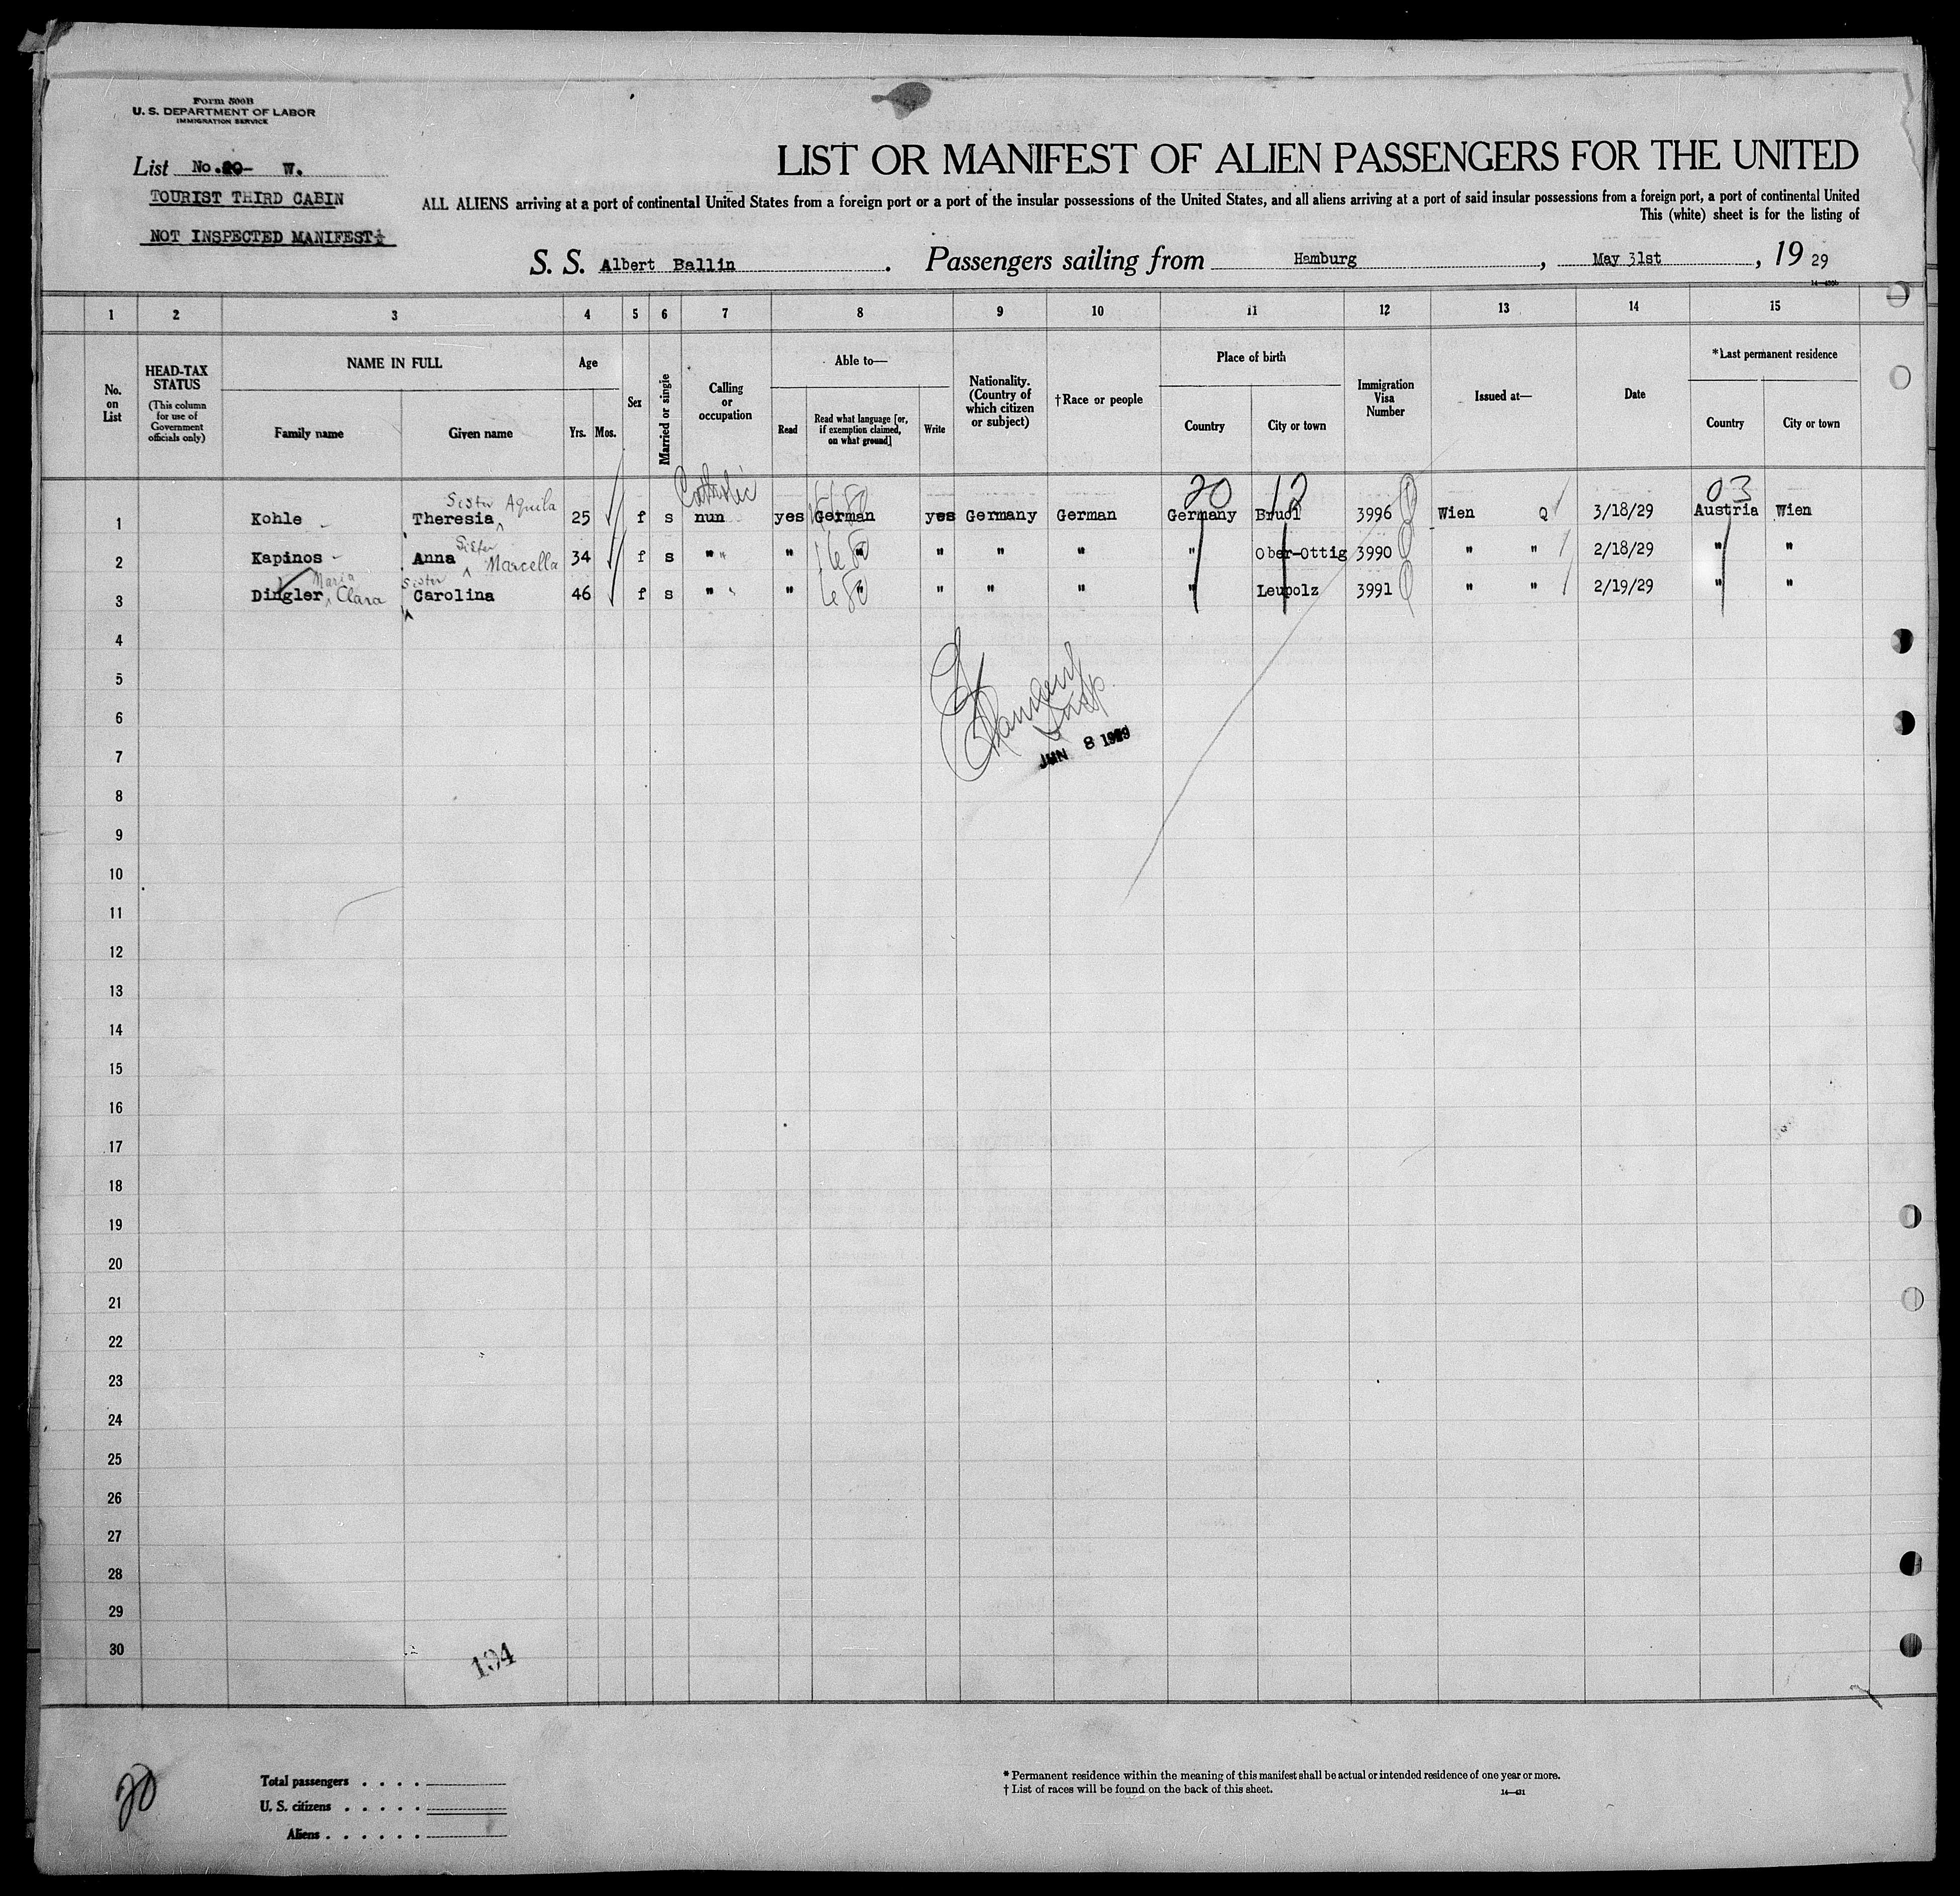 Form 500B
U. S. DEPARTMENT OF LABOR
IMMIGRATION SERVICE
List No. 20- W.
TOURIST THIRD CABIN
NOT INSPECTED MANIFEST
LIST OR MANIFEST OF ALIEN PASSENGERS FOR THE UNITED
ALL ALIENS arriving at a port of continental United States from a foreign port or a port of the insular possessions of the United States, and all aliens arriving at a port of said insular possessions from a foreign port, a port of continental United
This (white) sheet is for the listing of
S. S. Albert Ballin . Passengers sailing from Hamburg , May 31st , 19 29
1 2 3 4 5 6 7 8 9 10 11 12 13 14 15
No. on List
HEAD-TAX STATUS
(This column for use of Government officials only)
NAME IN FULL
Family name Given name
Age
Yrs. Mos.
Sex
Married or single
Calling or occupation
Able to—
Read
Read what language [or, if exemption claimed, on what ground]
Write
Nationality. (Country of which citizen or subject)
†Race or people
Place of birth
Country City or town
Immigration Visa Number
Issued at—
Date
*Last permanent residence
Country City or town
Sister Aquila Catholic 20 12 03
1 Kohle Theresia 25 f s nun yes German yes Germany German Germany Bruol 3996 Wien Q 3/18/29 Austria Wien
Sister
2 Kapinos Anna Marcella 34 f s " " " " " " " Ober-Ottig 3990 " " 2/18/29 " "
Maria Sister
3 Dingler Clara Carolina 46 f s " " " " " " " Leupolz 3991 " " 2/19/29 " "
4
5
6
Insp
JUN 8 1929
7
8
9
10
11
12
13
14
15
16
17
18
19
20
21
22
23
24
25
26
27
28
29
30
194
20
Total passengers . . . .
U. S. citizens . . . . .
Aliens . . . . . .
* Permanent residence within the meaning of this manifest shall be actual or intended residence of one year or more.
† List of races will be found on the back of this sheet.
14—431